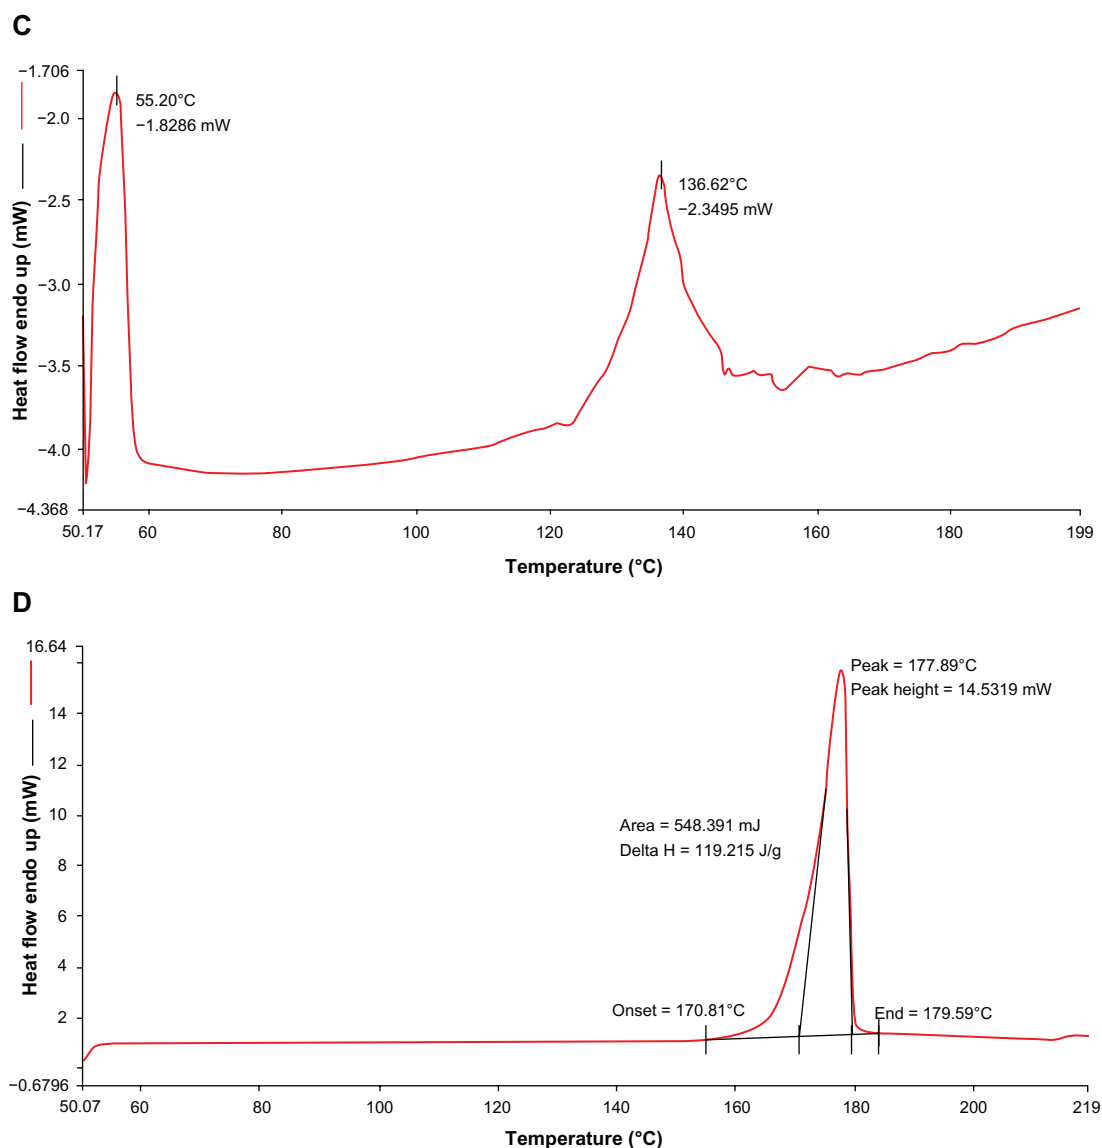 C
−1.706
−2.0
−2.5
−3.0
−3.5
−4.0
−4.368
Heat flow endo up (mW)
55.20°C
−1.8286 mW
136.62°C
−2.3495 mW
50.17
60
80
100
120
140
160
180
199
Temperature (°C)
D
16.64
14
12
10
8
6
4
2
−0.6796
Heat flow endo up (mW)
Peak = 177.89°C
Peak height = 14.5319 mW
Area = 548.391 mJ
Delta H = 119.215 J/g
Onset = 170.81°C
End = 179.59°C
50.07
60
80
100
120
140
160
180
200
219
Temperature (°C)